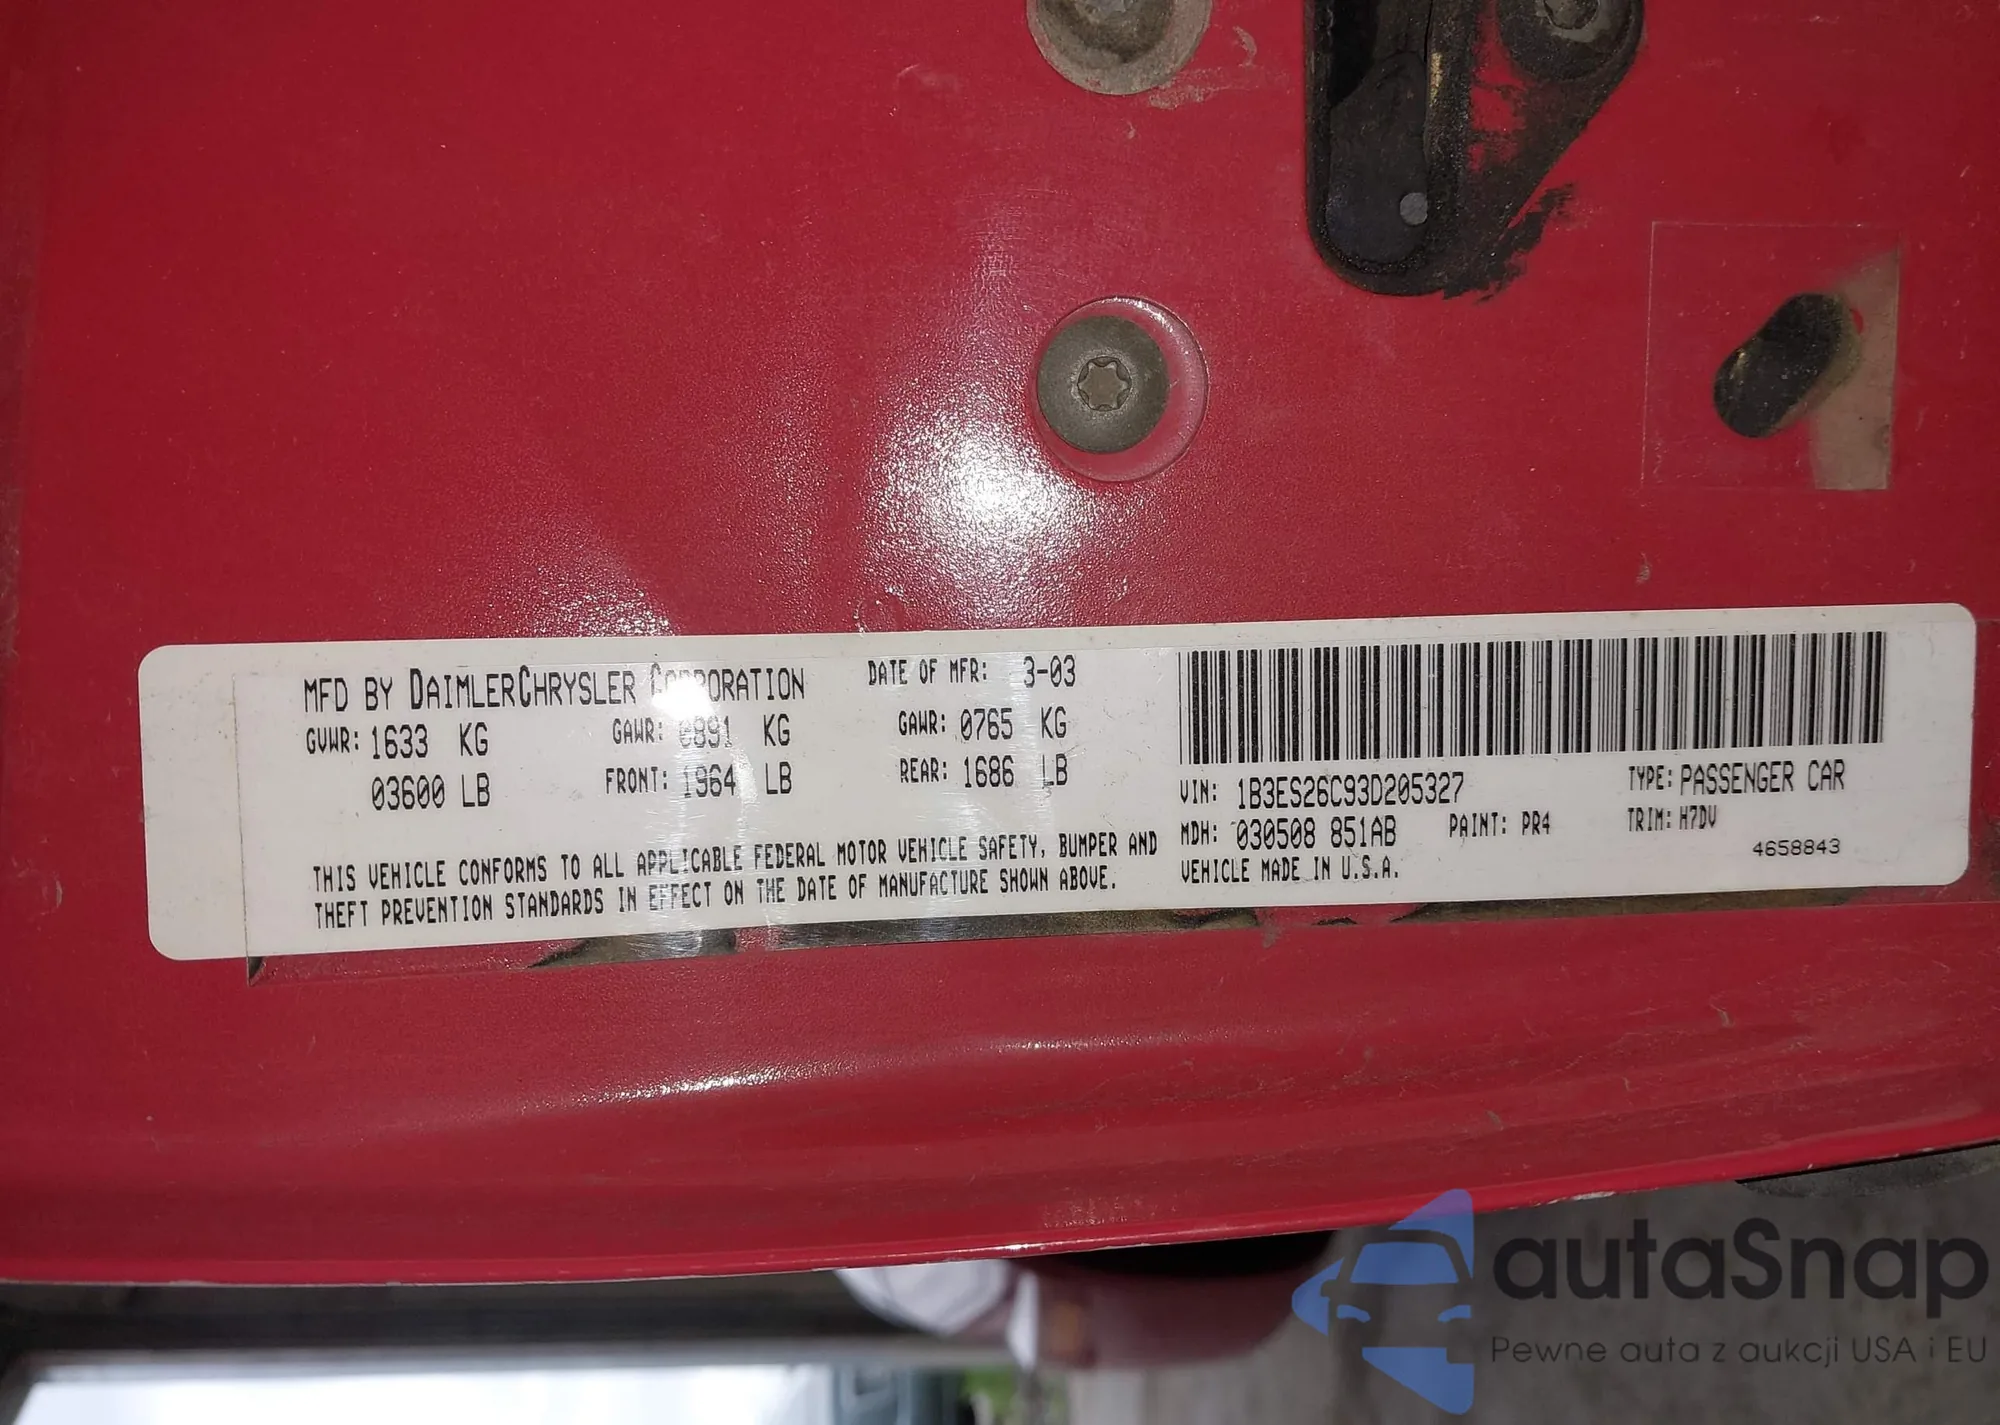 MFD BY DAIMLERCHRYSLER CORPORATION DATE OF MFR: 3-03
GVWR: 1633 KG GAWR: 0891 KG GAWR: 0765 KG
03600 LB FRONT: 1964 LB REAR: 1686 LB
THIS VEHICLE CONFORMS TO ALL APPLICABLE FEDERAL MOTOR VEHICLE SAFETY, BUMPER AND
THEFT PREVENTION STANDARDS IN EFFECT ON THE DATE OF MANUFACTURE SHOWN ABOVE.
VIN: 1B3ES26C93D205327 TYPE: PASSENGER CAR
MDH: 030508 851AB PAINT: PR4 TRIM: H7DV
VEHICLE MADE IN U.S.A. 4658843
autaSnap
Pewne auta z aukcji USA i EU